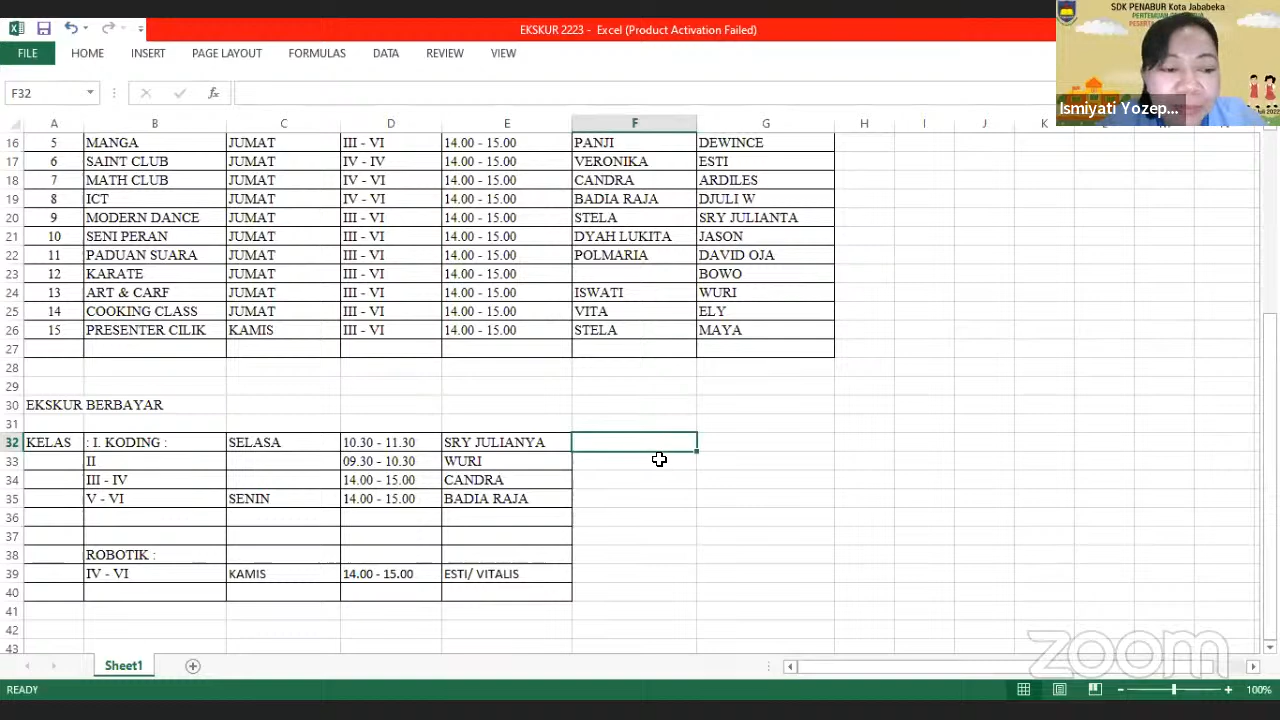 EKSKUR 2223 - Excel (Product Activation Failed)
SDK PENABUR Kota Jababeka
FILE HOME INSERT PAGE LAYOUT FORMULAS DATA REVIEW VIEW
Ismiyati Yozep...
F32 fx
A B C D E F G H I J K
16 5 MANGA JUMAT III - VI 14.00 - 15.00 PANJI DEWINCE
17 6 SAINT CLUB JUMAT IV - IV 14.00 - 15.00 VERONIKA ESTI
18 7 MATH CLUB JUMAT IV - VI 14.00 - 15.00 CANDRA ARDILES
19 8 ICT JUMAT IV - VI 14.00 - 15.00 BADIA RAJA DJULI W
20 9 MODERN DANCE JUMAT III - VI 14.00 - 15.00 STELA SRY JULIANTA
21 10 SENI PERAN JUMAT III - VI 14.00 - 15.00 DYAH LUKITA JASON
22 11 PADUAN SUARA JUMAT III - VI 14.00 - 15.00 POLMARIA DAVID OJA
23 12 KARATE JUMAT III - VI 14.00 - 15.00 BOWO
24 13 ART & CARF JUMAT III - VI 14.00 - 15.00 ISWATI WURI
25 14 COOKING CLASS JUMAT III - VI 14.00 - 15.00 VITA ELY
26 15 PRESENTER CILIK KAMIS III - VI 14.00 - 15.00 STELA MAYA
27
28
29
30 EKSKUR BERBAYAR
31
32 KELAS : I. KODING : SELASA 10.30 - 11.30 SRY JULIANYA
33 II 09.30 - 10.30 WURI
34 III - IV 14.00 - 15.00 CANDRA
35 V - VI SENIN 14.00 - 15.00 BADIA RAJA
36
37
38 ROBOTIK :
39 IV - VI KAMIS 14.00 - 15.00 ESTI/ VITALIS
40
41
42
43
zoom
Sheet1
READY 100%